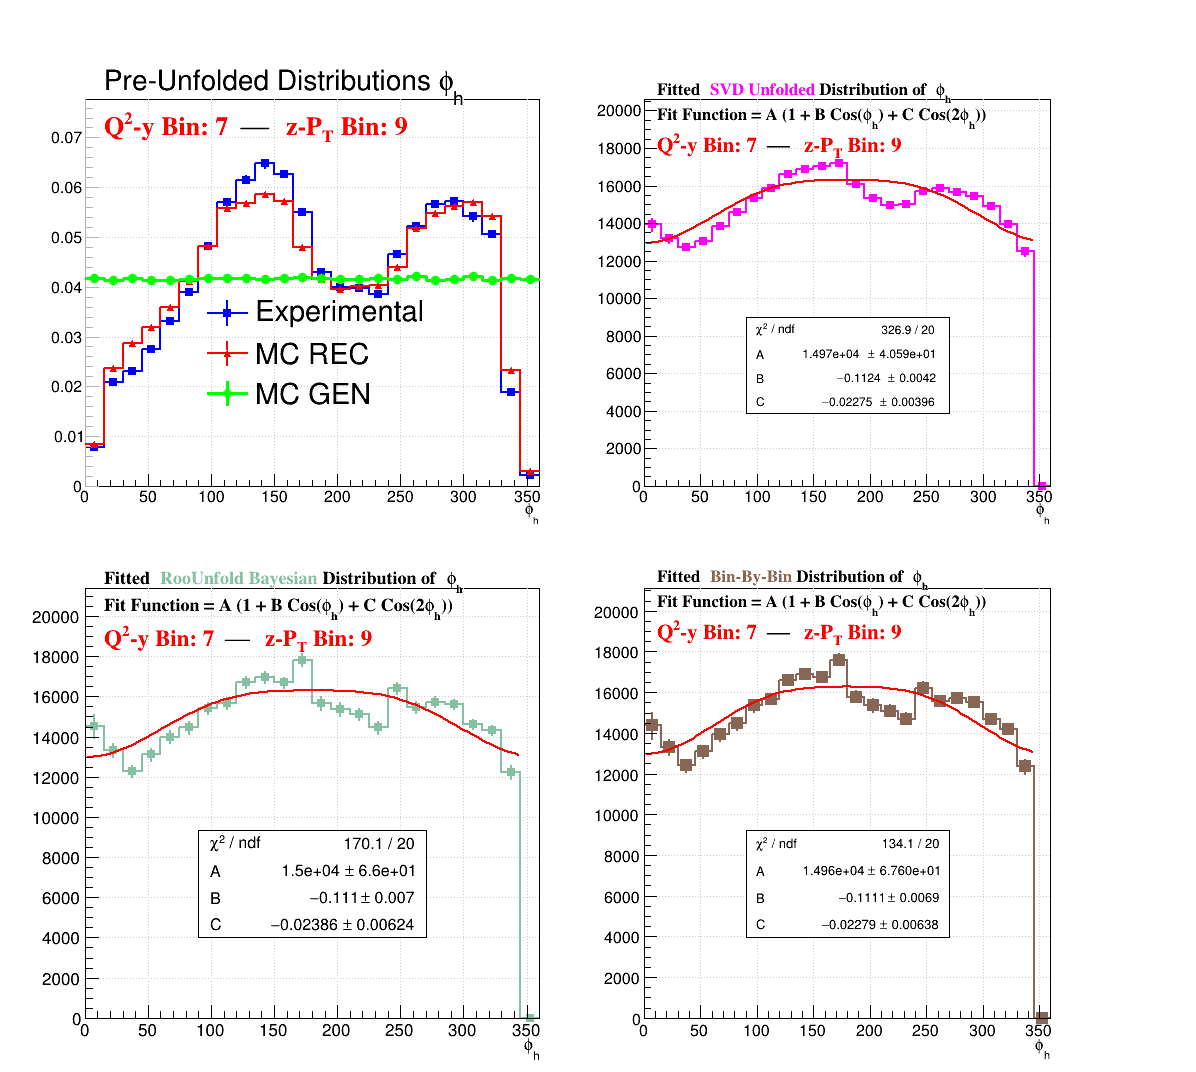 Pre-Unfolded Distributions ϕh
Q²-y Bin: 7 — z-PT Bin: 9
0.07
0.06
0.05
0.04
0.03
0.02
0.01
0
Experimental
MC REC
MC GEN
0 50 100 150 200 250 300 350
ϕh
Fitted SVD Unfolded Distribution of ϕh
Fit Function = A (1 + B Cos(ϕh) + C Cos(2ϕh))
Q²-y Bin: 7 — z-PT Bin: 9
20000
18000
16000
14000
12000
10000
8000
6000
4000
2000
0
χ² / ndf 326.9 / 20
A 1.497e+04 ± 4.059e+01
B −0.1124 ± 0.0042
C −0.02275 ± 0.00396
0 50 100 150 200 250 300 350
ϕh
Fitted RooUnfold Bayesian Distribution of ϕh
Fit Function = A (1 + B Cos(ϕh) + C Cos(2ϕh))
Q²-y Bin: 7 — z-PT Bin: 9
20000
18000
16000
14000
12000
10000
8000
6000
4000
2000
0
χ² / ndf 170.1 / 20
A 1.5e+04 ± 6.6e+01
B −0.111 ± 0.007
C −0.02386 ± 0.00624
0 50 100 150 200 250 300 350
ϕh
Fitted Bin-By-Bin Distribution of ϕh
Fit Function = A (1 + B Cos(ϕh) + C Cos(2ϕh))
Q²-y Bin: 7 — z-PT Bin: 9
20000
18000
16000
14000
12000
10000
8000
6000
4000
2000
0
χ² / ndf 134.1 / 20
A 1.496e+04 ± 6.760e+01
B −0.1111 ± 0.0069
C −0.02279 ± 0.00638
0 50 100 150 200 250 300 350
ϕh